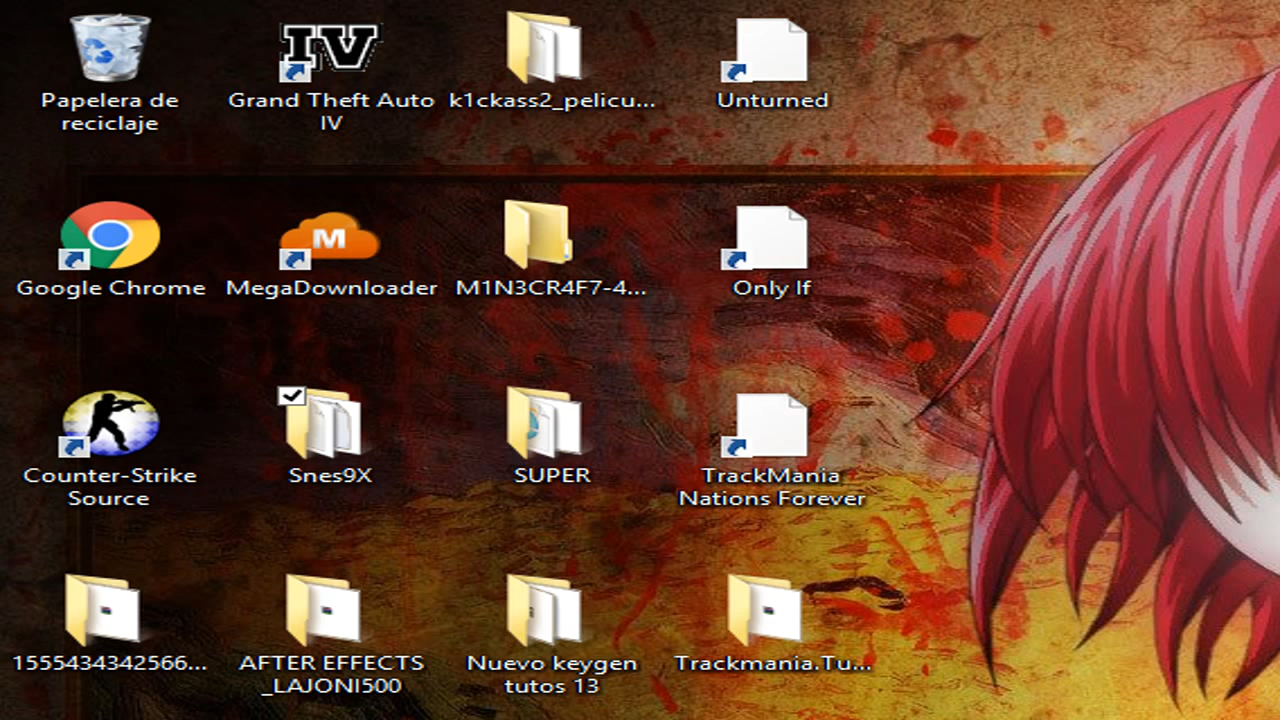 IV
Papelera de
reciclaje
Grand Theft Auto
IV
k1ckass2_pelicu...
Unturned
M
Google Chrome
MegaDownloader
M1N3CR4F7-4...
Only If
Counter-Strike
Source
Snes9X
SUPER
TrackMania
Nations Forever
1555434342566...
AFTER EFFECTS
_LAJONI500
Nuevo keygen
tutos 13
Trackmania.Tu...